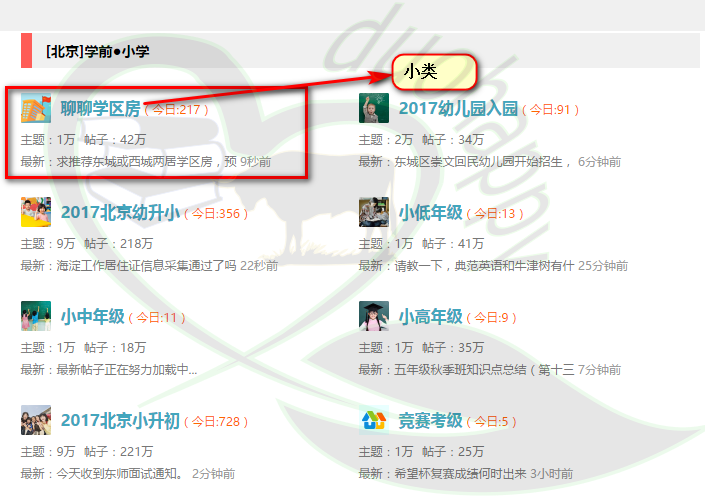 [北京]学前●小学
小类
聊聊学区房（今日:217 ）
主题：1万 帖子：42万
最新：求推荐东城或西城两居学区房，预 9秒前
2017幼儿园入园（今日:91 ）
主题：2万 帖子：34万
最新：东城区崇文回民幼儿园开始招生， 6分钟前
2017北京幼升小（今日:356 ）
主题：9万 帖子：218万
最新：海淀工作居住证信息采集通过了吗 22秒前
小低年级（今日:13 ）
主题：1万 帖子：41万
最新：请教一下，典范英语和牛津树有什 25分钟前
小中年级（今日:11 ）
主题：1万 帖子：18万
最新：最新帖子正在努力加载中...
小高年级（今日:9 ）
主题：1万 帖子：35万
最新：五年级秋季班知识点总结（第十三 7分钟前
2017北京小升初（今日:728 ）
主题：9万 帖子：221万
最新：今天收到东师面试通知。 2分钟前
竞赛考级（今日:5 ）
主题：1万 帖子：25万
最新：希望杯复赛成绩何时出来 3小时前